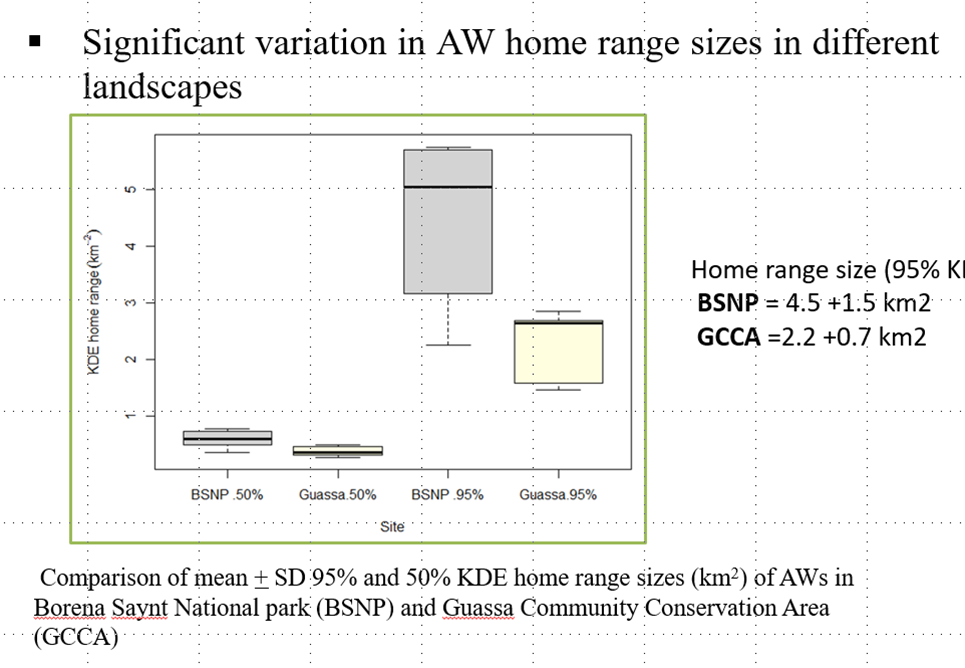 ▪ Significant variation in AW home range sizes in different
landscapes
KDE home range (km⁻²)
5
4
3
2
1
BSNP .50% Guassa.50% BSNP .95% Guassa.95%
Site
Home range size (95% K
BSNP = 4.5 +1.5 km2
GCCA =2.2 +0.7 km2
Comparison of mean ± SD 95% and 50% KDE home range sizes (km²) of AWs in
Borena Saynt National park (BSNP) and Guassa Community Conservation Area
(GCCA)